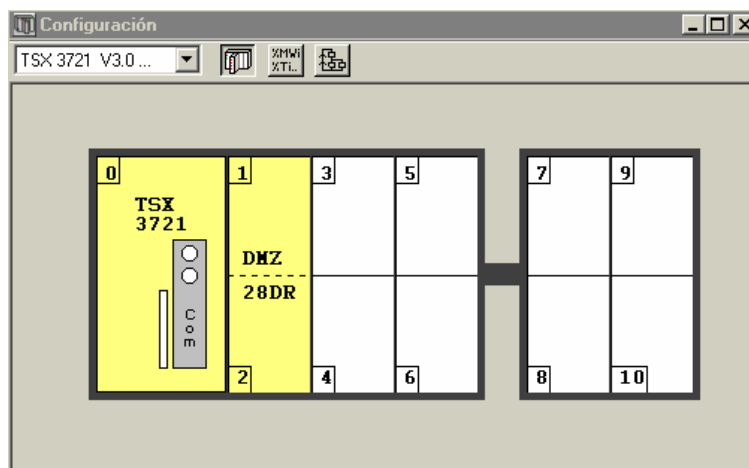 Configuración
TSX 3721 V3.0 ...
XMWi
XTi..
0
1
3
5
7
9
TSX
3721
DMZ
28DR
Com
2
4
6
8
10